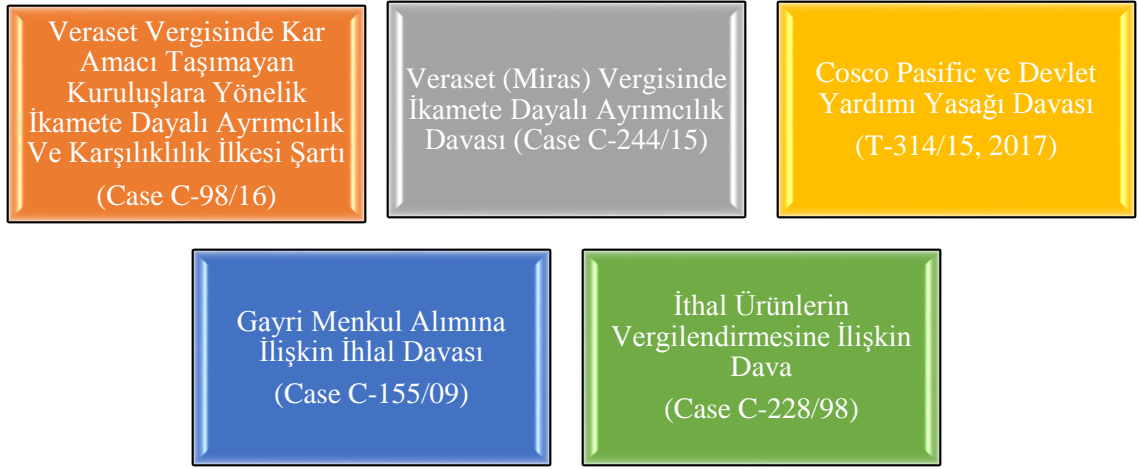 Veraset Vergisinde Kar
Amacı Taşımayan
Kuruluşlara Yönelik
İkamete Dayalı Ayrımcılık
Ve Karşılıklılık İlkesi Şartı
(Case C-98/16)
Veraset (Miras) Vergisinde
İkamete Dayalı Ayrımcılık
Davası (Case C-244/15)
Cosco Pasific ve Devlet
Yardımı Yasağı Davası
(T-314/15, 2017)
Gayri Menkul Alımına
İlişkin İhlal Davası
(Case C-155/09)
İthal Ürünlerin
Vergilendirmesine İlişkin
Dava
(Case C-228/98)